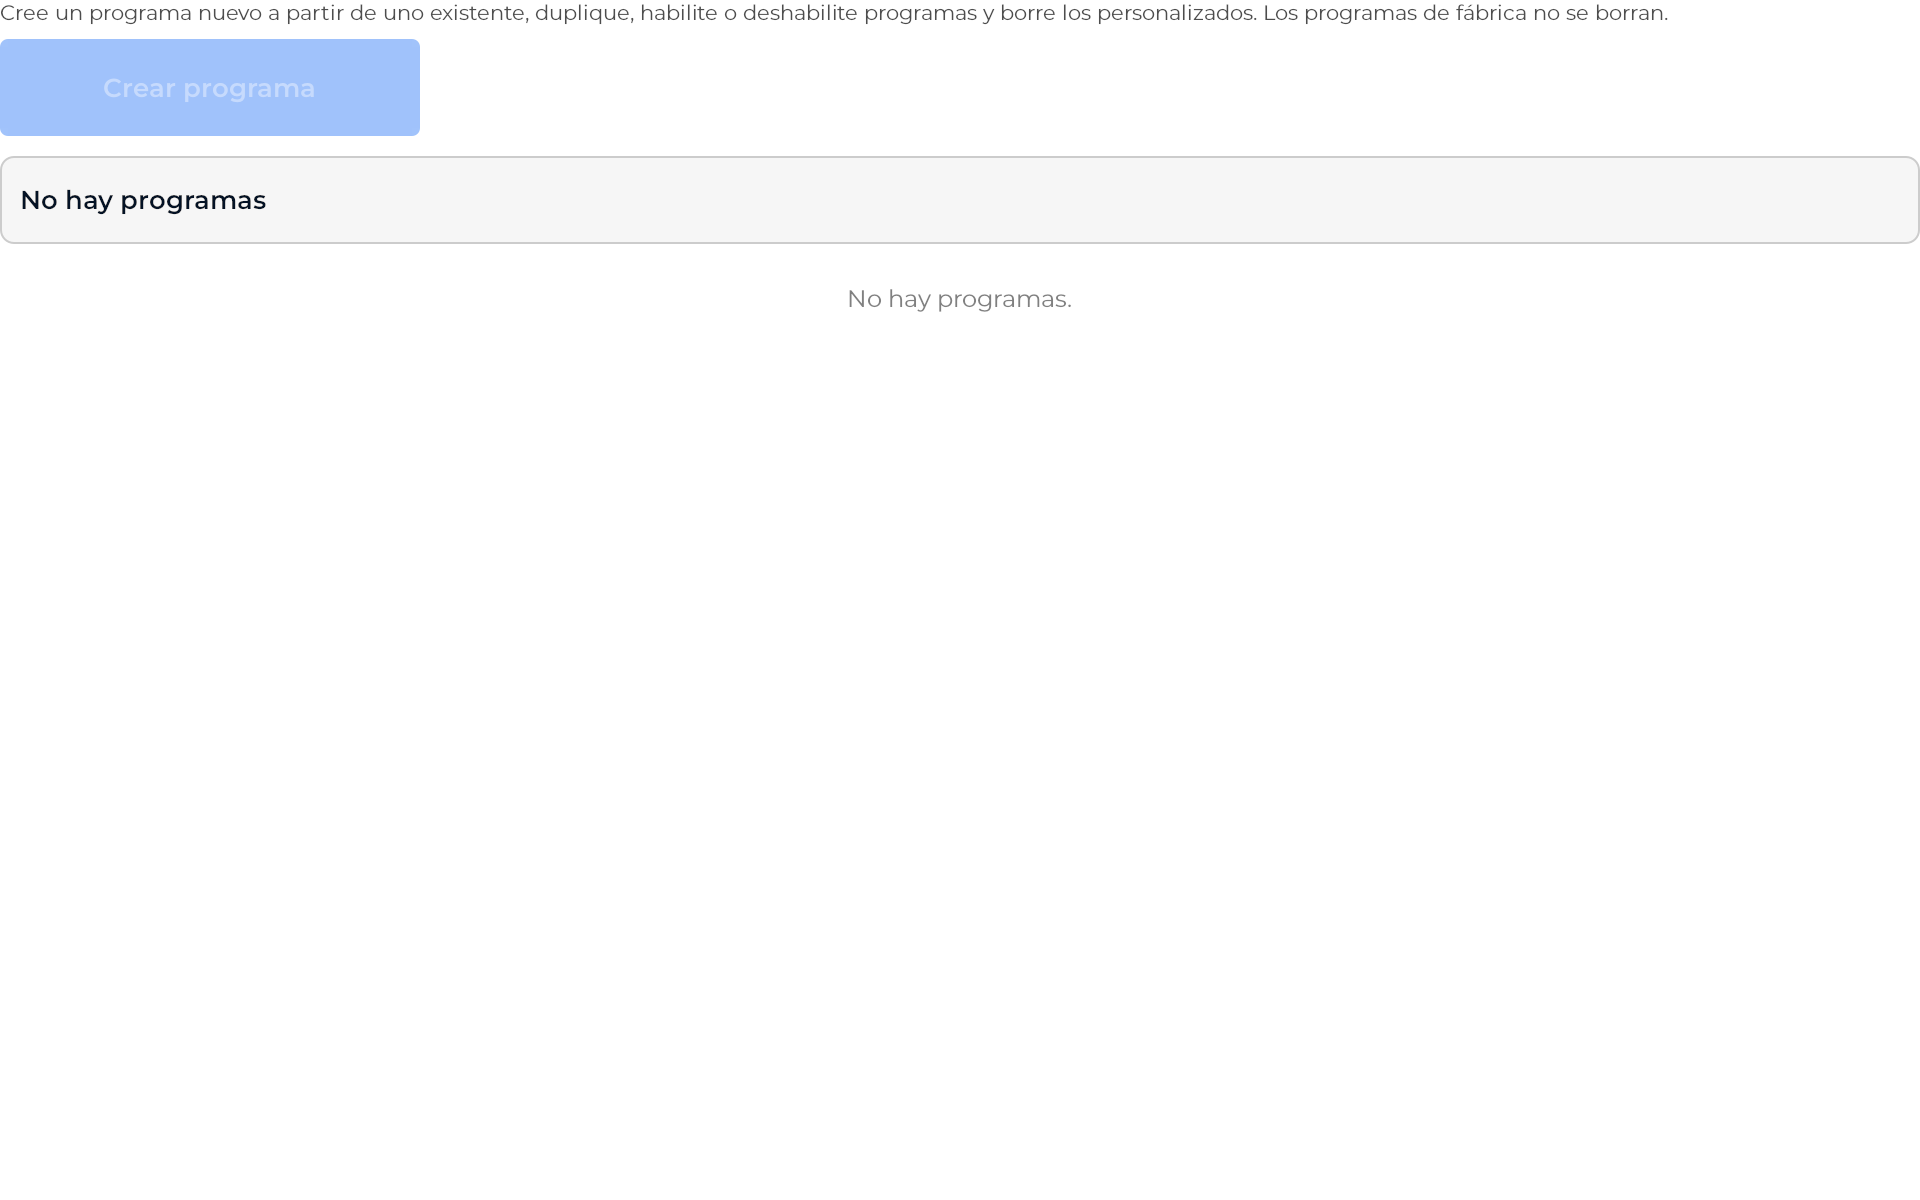 Cree un programa nuevo a partir de uno existente, duplique, habilite o deshabilite programas y borre los personalizados. Los programas de fábrica no se borran.
Crear programa
No hay programas
No hay programas.